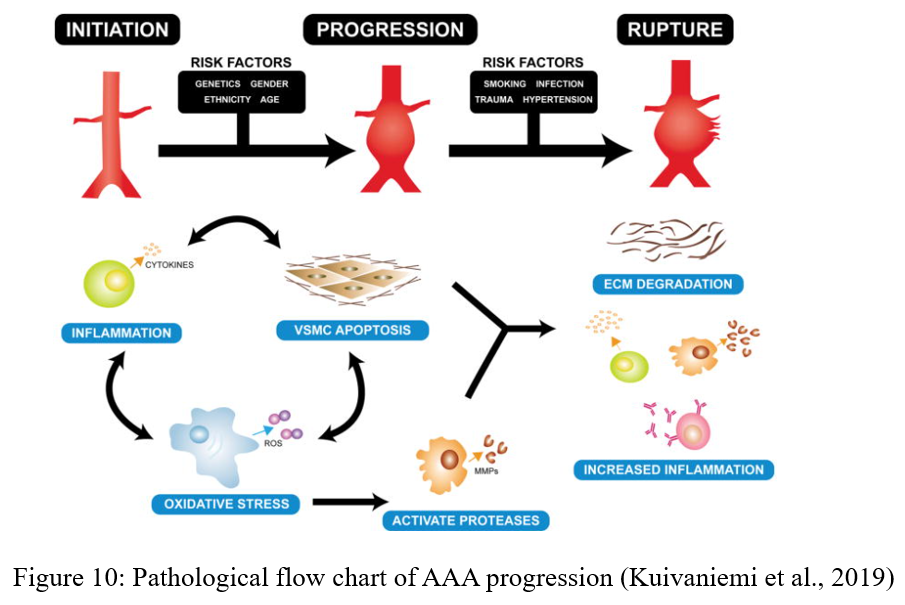 INITIATION
PROGRESSION
RUPTURE
RISK FACTORS
GENETICS GENDER
ETHNICITY AGE
RISK FACTORS
SMOKING INFECTION
TRAUMA HYPERTENSION
CYTOKINES
INFLAMMATION
VSMC APOPTOSIS
ECM DEGRADATION
ROS
OXIDATIVE STRESS
MMPs
ACTIVATE PROTEASES
INCREASED INFLAMMATION
Figure 10: Pathological flow chart of AAA progression (Kuivaniemi et al., 2019)